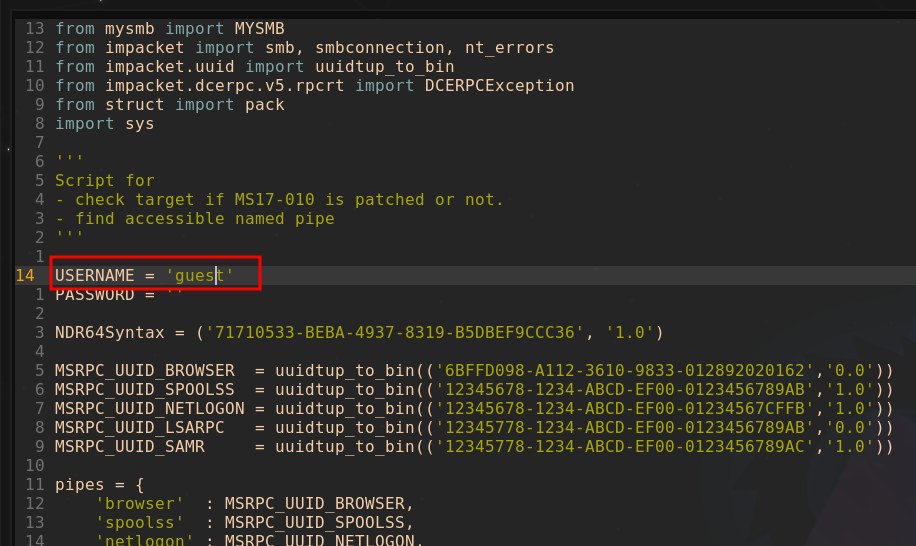 13 from mysmb import MYSMB
12 from impacket import smb, smbconnection, nt_errors
11 from impacket.uuid import uuidtup_to_bin
10 from impacket.dcerpc.v5.rpcrt import DCERPCException
9 from struct import pack
8 import sys
7
6 '''
5 Script for
4 - check target if MS17-010 is patched or not.
3 - find accessible named pipe
2 '''
1
14 USERNAME = 'guest'
1 PASSWORD = ''
2
3 NDR64Syntax = ('71710533-BEBA-4937-8319-B5DBEF9CCC36', '1.0')
4
5 MSRPC_UUID_BROWSER  = uuidtup_to_bin(('6BFFD098-A112-3610-9833-012892020162','0.0'))
6 MSRPC_UUID_SPOOLSS  = uuidtup_to_bin(('12345678-1234-ABCD-EF00-0123456789AB','1.0'))
7 MSRPC_UUID_NETLOGON = uuidtup_to_bin(('12345678-1234-ABCD-EF00-01234567CFFB','1.0'))
8 MSRPC_UUID_LSARPC   = uuidtup_to_bin(('12345778-1234-ABCD-EF00-0123456789AB','0.0'))
9 MSRPC_UUID_SAMR     = uuidtup_to_bin(('12345778-1234-ABCD-EF00-0123456789AC','1.0'))
10
11 pipes = {
12     'browser'  : MSRPC_UUID_BROWSER,
13     'spoolss'  : MSRPC_UUID_SPOOLSS,
14     'netlogon' : MSRPC_UUID_NETLOGON,